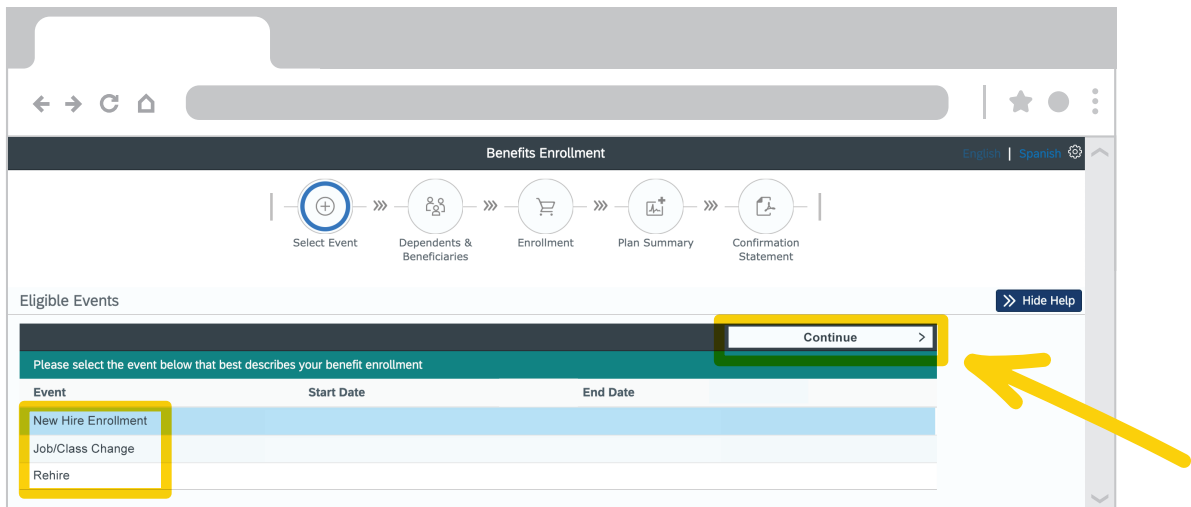 Benefits Enrollment
English | Spanish
Select Event
Dependents &
Beneficiaries
Enrollment
Plan Summary
Confirmation
Statement
Eligible Events
Hide Help
Continue
Please select the event below that best describes your benefit enrollment
Event Start Date End Date
New Hire Enrollment
Job/Class Change
Rehire